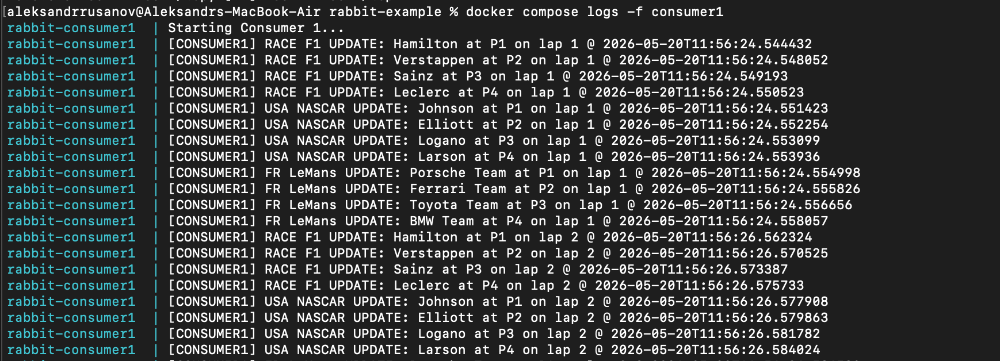 [aleksandrrusanov@Aleksandrs-MacBook-Air rabbit-example % docker compose logs -f consumer1
rabbit-consumer1  | Starting Consumer 1...
rabbit-consumer1  | [CONSUMER1] RACE F1 UPDATE: Hamilton at P1 on lap 1 @ 2026-05-20T11:56:24.544432
rabbit-consumer1  | [CONSUMER1] RACE F1 UPDATE: Verstappen at P2 on lap 1 @ 2026-05-20T11:56:24.548052
rabbit-consumer1  | [CONSUMER1] RACE F1 UPDATE: Sainz at P3 on lap 1 @ 2026-05-20T11:56:24.549193
rabbit-consumer1  | [CONSUMER1] RACE F1 UPDATE: Leclerc at P4 on lap 1 @ 2026-05-20T11:56:24.550523
rabbit-consumer1  | [CONSUMER1] USA NASCAR UPDATE: Johnson at P1 on lap 1 @ 2026-05-20T11:56:24.551423
rabbit-consumer1  | [CONSUMER1] USA NASCAR UPDATE: Elliott at P2 on lap 1 @ 2026-05-20T11:56:24.552254
rabbit-consumer1  | [CONSUMER1] USA NASCAR UPDATE: Logano at P3 on lap 1 @ 2026-05-20T11:56:24.553099
rabbit-consumer1  | [CONSUMER1] USA NASCAR UPDATE: Larson at P4 on lap 1 @ 2026-05-20T11:56:24.553936
rabbit-consumer1  | [CONSUMER1] FR LeMans UPDATE: Porsche Team at P1 on lap 1 @ 2026-05-20T11:56:24.554998
rabbit-consumer1  | [CONSUMER1] FR LeMans UPDATE: Ferrari Team at P2 on lap 1 @ 2026-05-20T11:56:24.555826
rabbit-consumer1  | [CONSUMER1] FR LeMans UPDATE: Toyota Team at P3 on lap 1 @ 2026-05-20T11:56:24.556656
rabbit-consumer1  | [CONSUMER1] FR LeMans UPDATE: BMW Team at P4 on lap 1 @ 2026-05-20T11:56:24.558057
rabbit-consumer1  | [CONSUMER1] RACE F1 UPDATE: Hamilton at P1 on lap 2 @ 2026-05-20T11:56:26.562324
rabbit-consumer1  | [CONSUMER1] RACE F1 UPDATE: Verstappen at P2 on lap 2 @ 2026-05-20T11:56:26.570525
rabbit-consumer1  | [CONSUMER1] RACE F1 UPDATE: Sainz at P3 on lap 2 @ 2026-05-20T11:56:26.573387
rabbit-consumer1  | [CONSUMER1] RACE F1 UPDATE: Leclerc at P4 on lap 2 @ 2026-05-20T11:56:26.575733
rabbit-consumer1  | [CONSUMER1] USA NASCAR UPDATE: Johnson at P1 on lap 2 @ 2026-05-20T11:56:26.577908
rabbit-consumer1  | [CONSUMER1] USA NASCAR UPDATE: Elliott at P2 on lap 2 @ 2026-05-20T11:56:26.579863
rabbit-consumer1  | [CONSUMER1] USA NASCAR UPDATE: Logano at P3 on lap 2 @ 2026-05-20T11:56:26.581782
rabbit-consumer1  | [CONSUMER1] USA NASCAR UPDATE: Larson at P4 on lap 2 @ 2026-05-20T11:56:26.584024